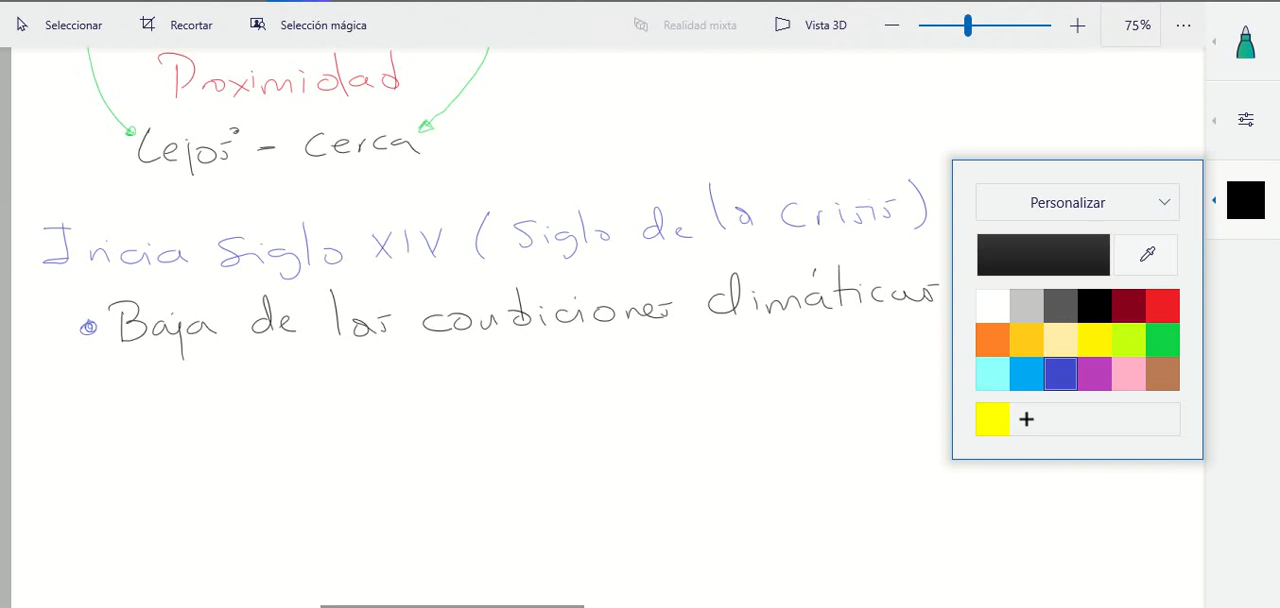 Seleccionar Recortar Selección mágica Realidad mixta Vista 3D 75%
Proximidad
Lejos - Cerca
Inicia Siglo XIV (Siglo de la Crisis)
Baja de las condiciones climáticas
Personalizar